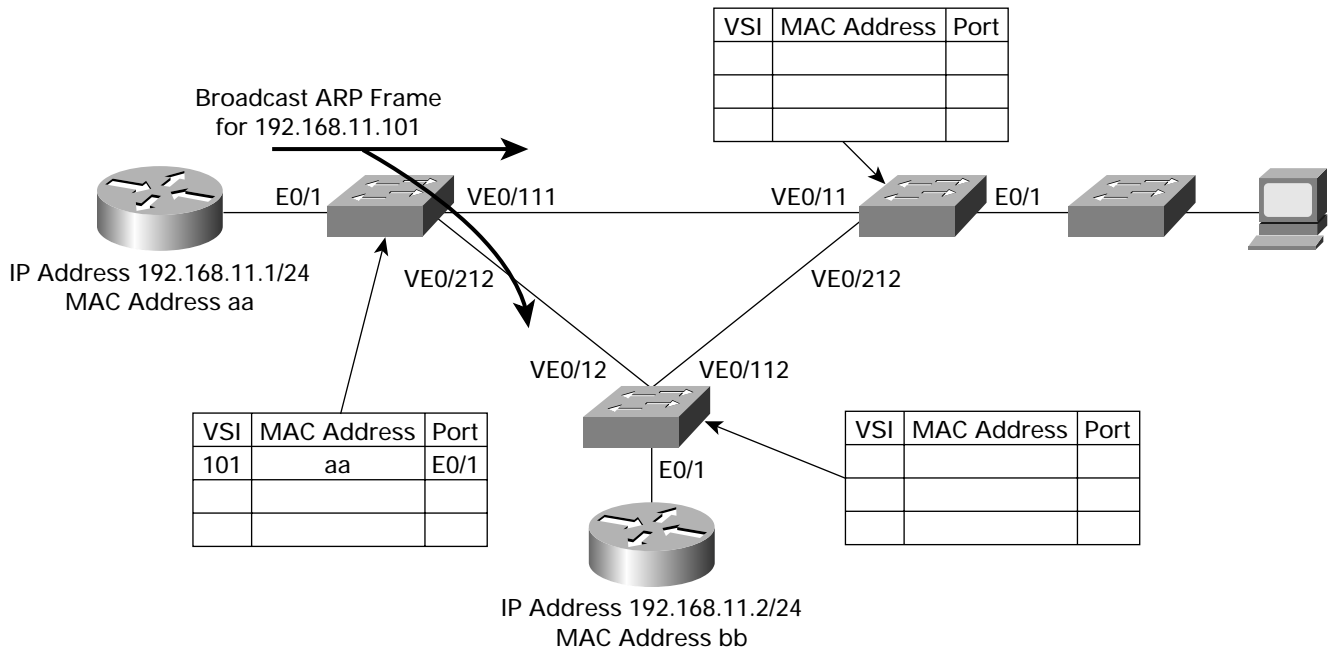 VSI MAC Address Port
Broadcast ARP Frame
for 192.168.11.101
E0/1
VE0/111
VE0/11
E0/1
IP Address 192.168.11.1/24
MAC Address aa
VE0/212
VE0/212
VE0/12
VE0/112
VSI MAC Address Port
101 aa E0/1
VSI MAC Address Port
E0/1
IP Address 192.168.11.2/24
MAC Address bb